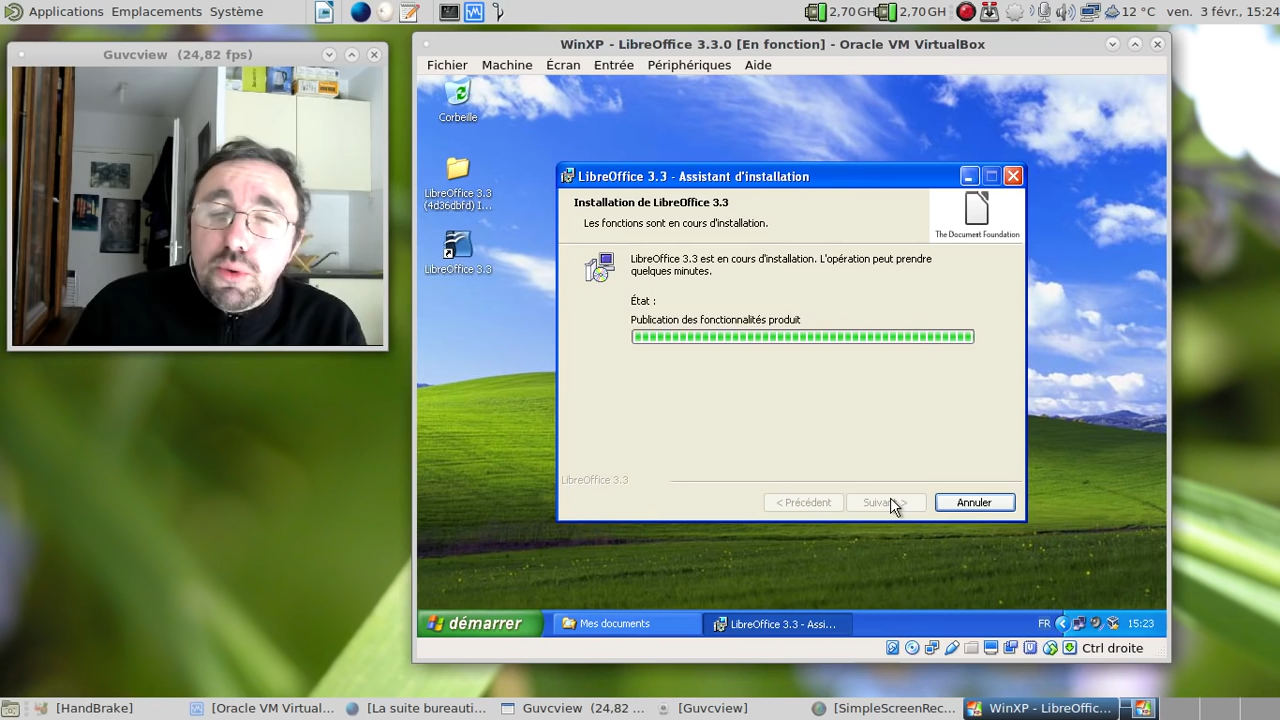 Applications Emplacements Système
2,70 GH 2,70 GH 12 °C ven. 3 févr., 15:24
Guvcview (24,82 fps)
WinXP - LibreOffice 3.3.0 [En fonction] - Oracle VM VirtualBox
Fichier Machine Écran Entrée Périphériques Aide
Corbeille
LibreOffice 3.3
(4d36dbfd) I...
LibreOffice 3.3
LibreOffice 3.3 - Assistant d'installation
Installation de LibreOffice 3.3
Les fonctions sont en cours d'installation.
The Document Foundation
LibreOffice 3.3 est en cours d'installation. L'opération peut prendre
quelques minutes.
État :
Publication des fonctionnalités produit
LibreOffice 3.3
< Précédent Suivant > Annuler
démarrer Mes documents LibreOffice 3.3 - Assi... FR 15:23
Ctrl droite
[HandBrake] [Oracle VM Virtual... [La suite bureauti... Guvcview (24,82 ... [Guvcview] [SimpleScreenRec... WinXP - LibreOffic...